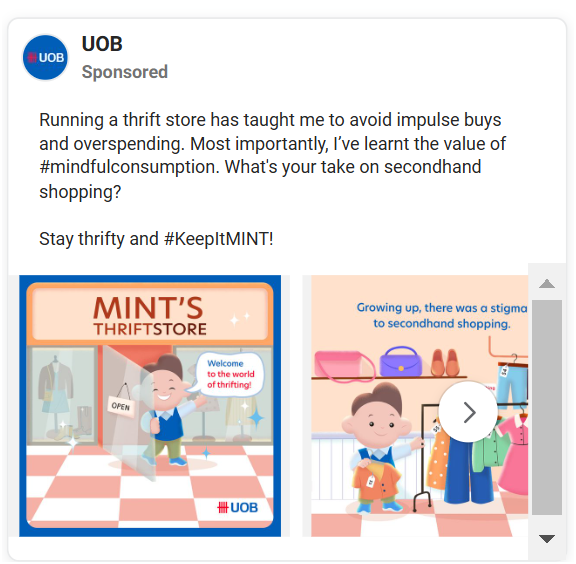 UOB
UOB
Sponsored
Running a thrift store has taught me to avoid impulse buys
and overspending. Most importantly, I’ve learnt the value of
#mindfulconsumption. What's your take on secondhand
shopping?
Stay thrifty and #KeepItMINT!
MINT'S
THRIFTSTORE
Welcome
to the world
of thrifting!
OPEN
UOB
Growing up, there was a stigma
to secondhand shopping.